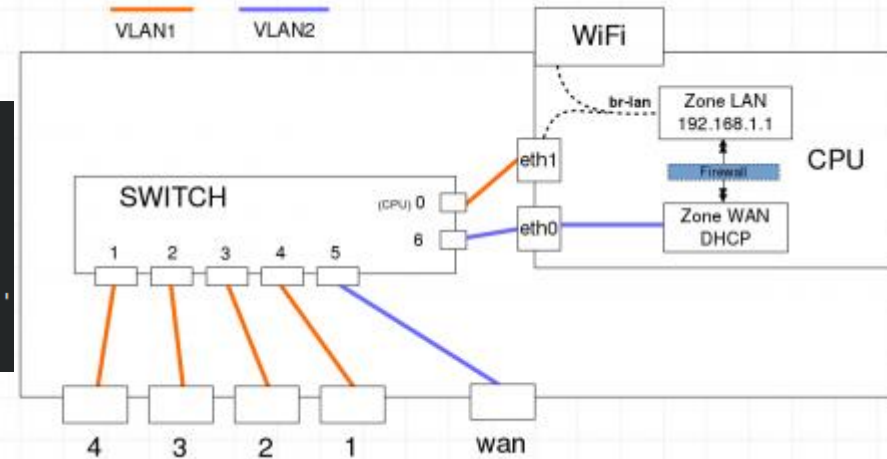 VLAN1
VLAN2
WiFi
br-lan
Zone LAN
192.168.1.1
eth1
CPU
Firewall
SWITCH
(CPU) 0
eth0
Zone WAN
DHCP
6
1 2 3 4 5
4 3 2 1 wan